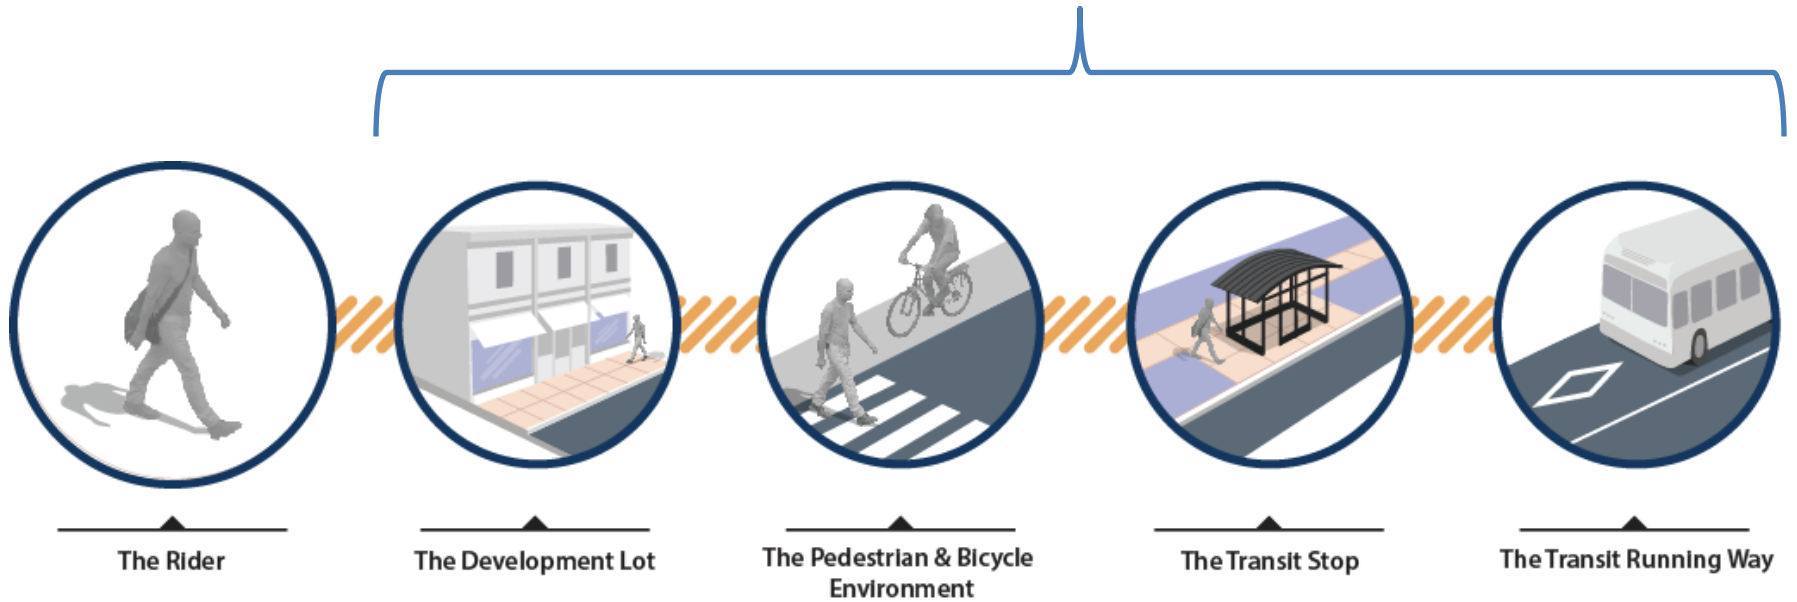 The Rider
The Development Lot
The Pedestrian & Bicycle
Environment
The Transit Stop
The Transit Running Way